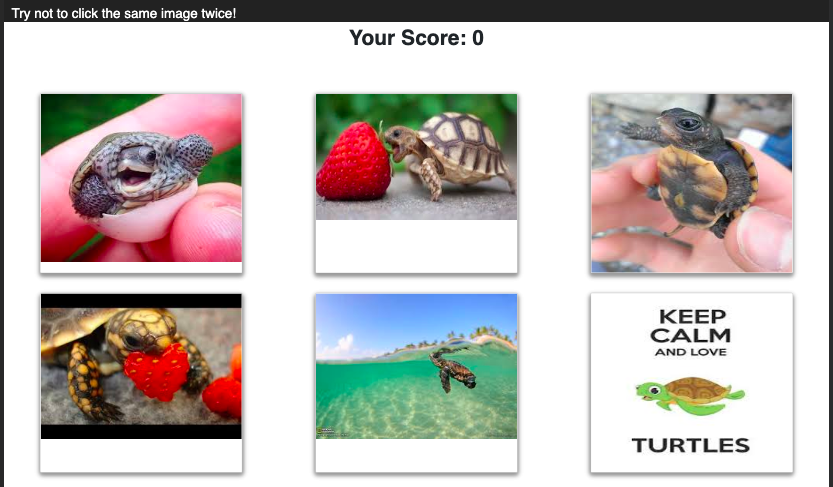 Try not to click the same image twice!
Your Score: 0
KEEP
CALM
AND LOVE
TURTLES